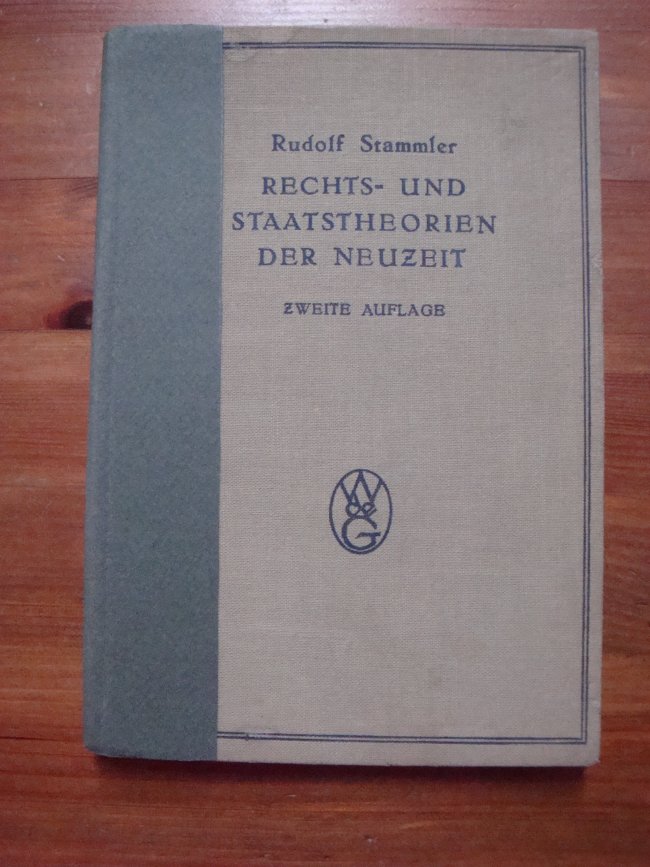 Rudolf Stammler
RECHTS- UND
STAATSTHEORIEN
DER NEUZEIT
ZWEITE AUFLAGE
W
&
G